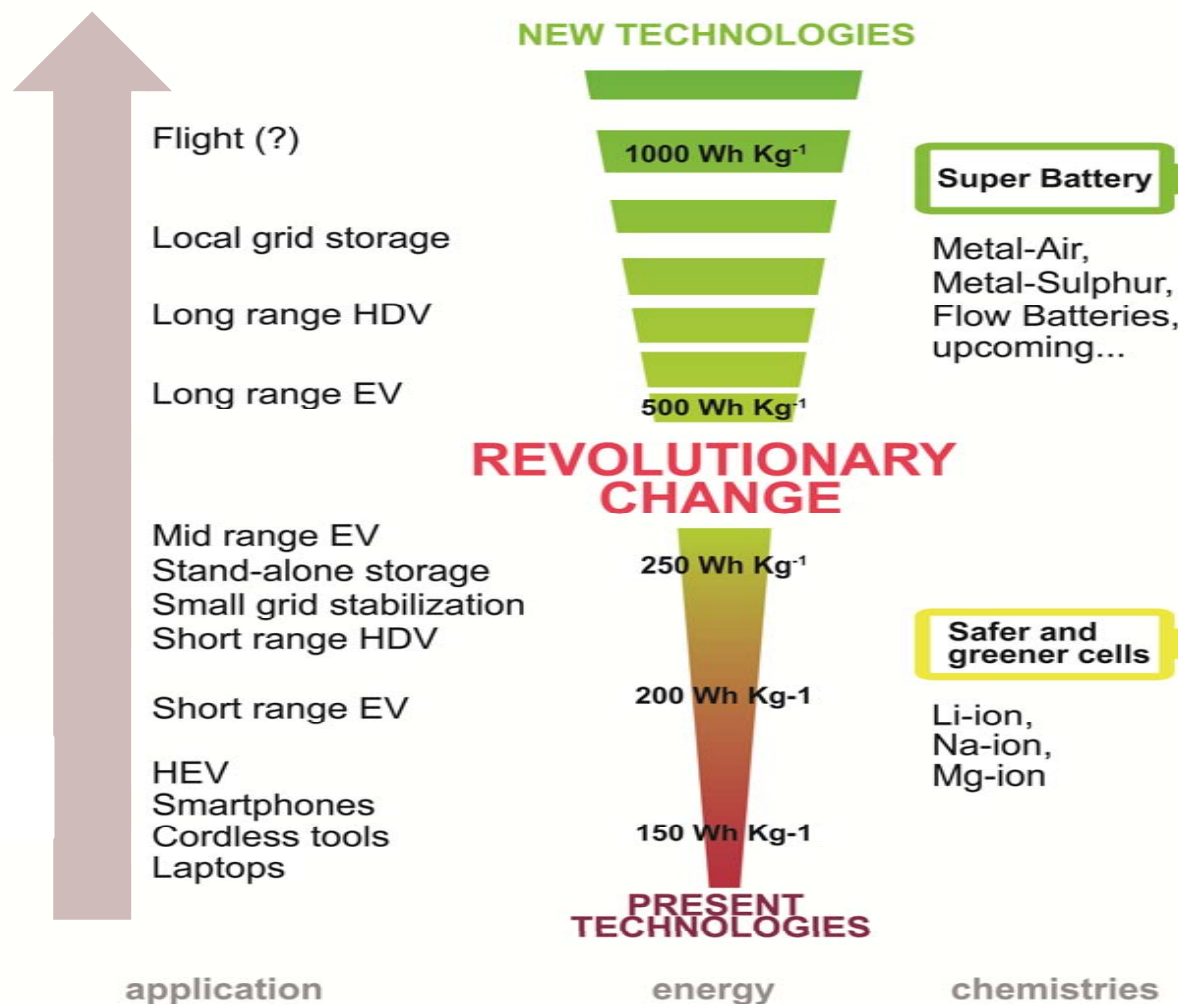 NEW TECHNOLOGIES
Flight (?)
1000 Wh Kg⁻¹
Super Battery
Local grid storage
Metal-Air,
Metal-Sulphur,
Flow Batteries,
upcoming...
Long range HDV
Long range EV
500 Wh Kg⁻¹
REVOLUTIONARY
CHANGE
Mid range EV
Stand-alone storage
Small grid stabilization
Short range HDV
250 Wh Kg⁻¹
Safer and
greener cells
Short range EV
200 Wh Kg-1
Li-ion,
Na-ion,
Mg-ion
HEV
Smartphones
Cordless tools
Laptops
150 Wh Kg-1
PRESENT
TECHNOLOGIES
application
energy
chemistries